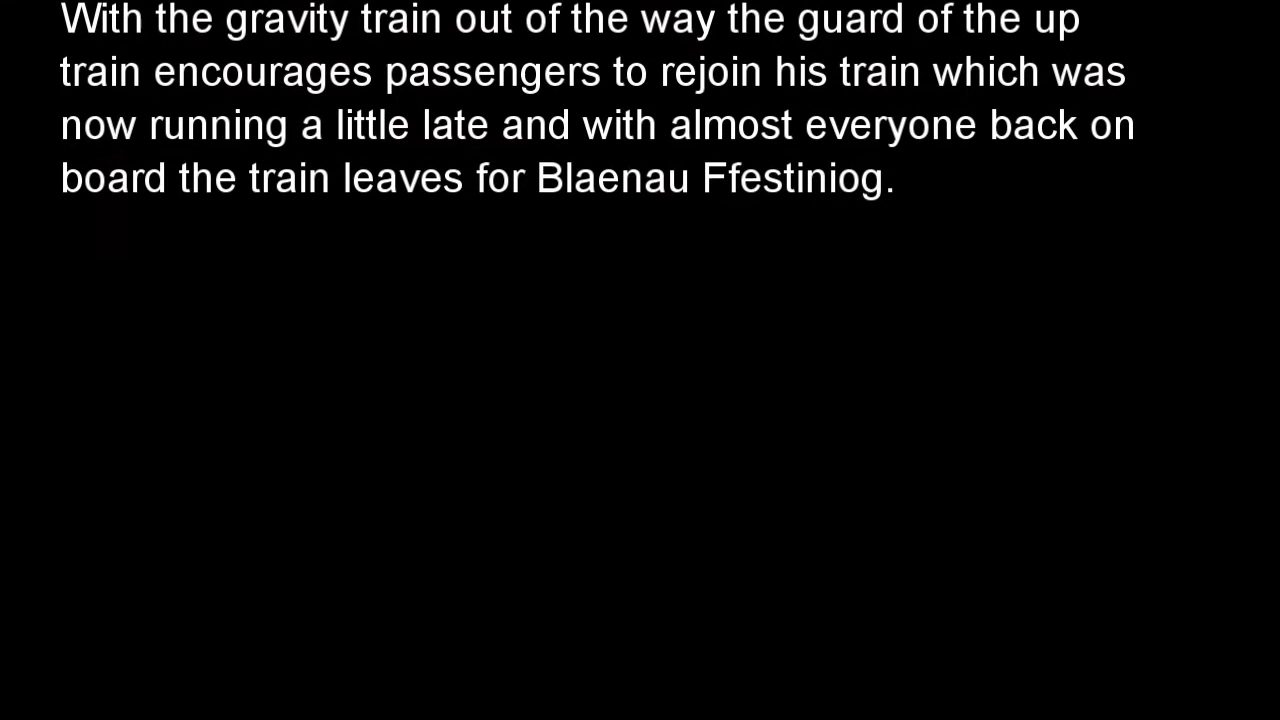 With the gravity train out of the way the guard of the up
train encourages passengers to rejoin his train which was
now running a little late and with almost everyone back on
board the train leaves for Blaenau Ffestiniog.